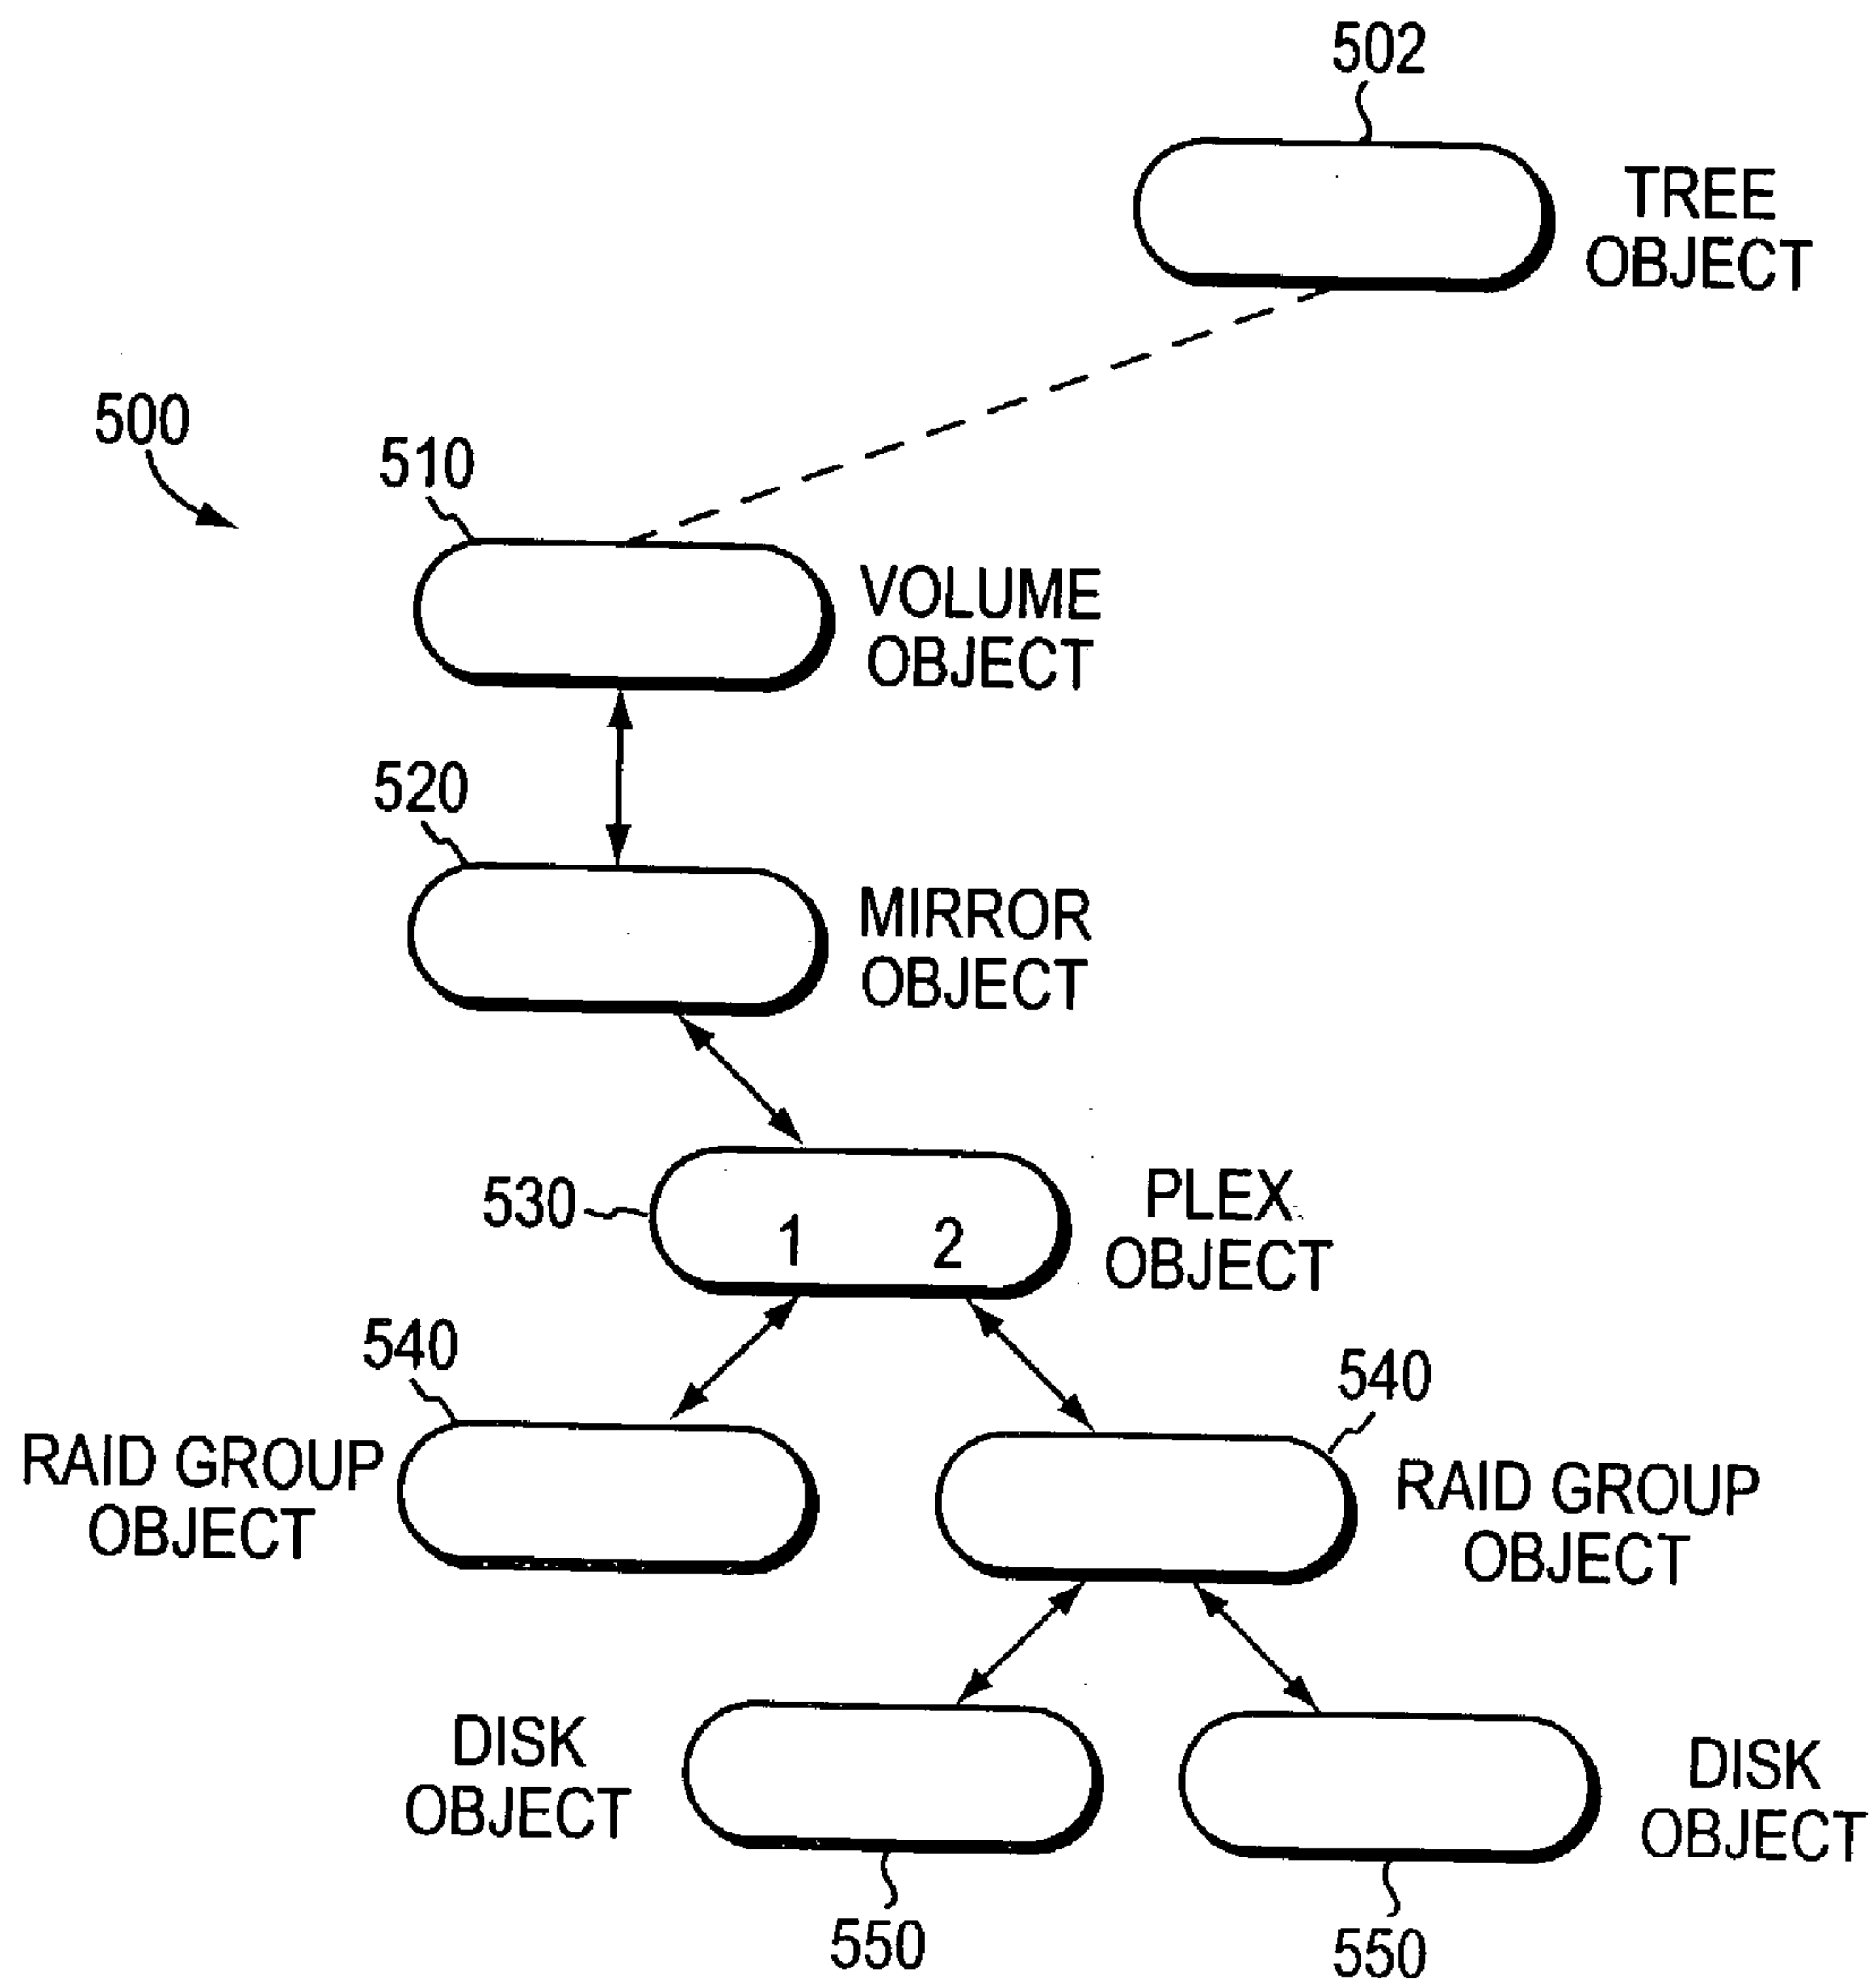 502
TREE
OBJECT
500
510
VOLUME
OBJECT
520
MIRROR
OBJECT
530
1 2
PLEX
OBJECT
540
RAID GROUP
OBJECT
540
RAID GROUP
OBJECT
DISK
OBJECT
DISK
OBJECT
550
550